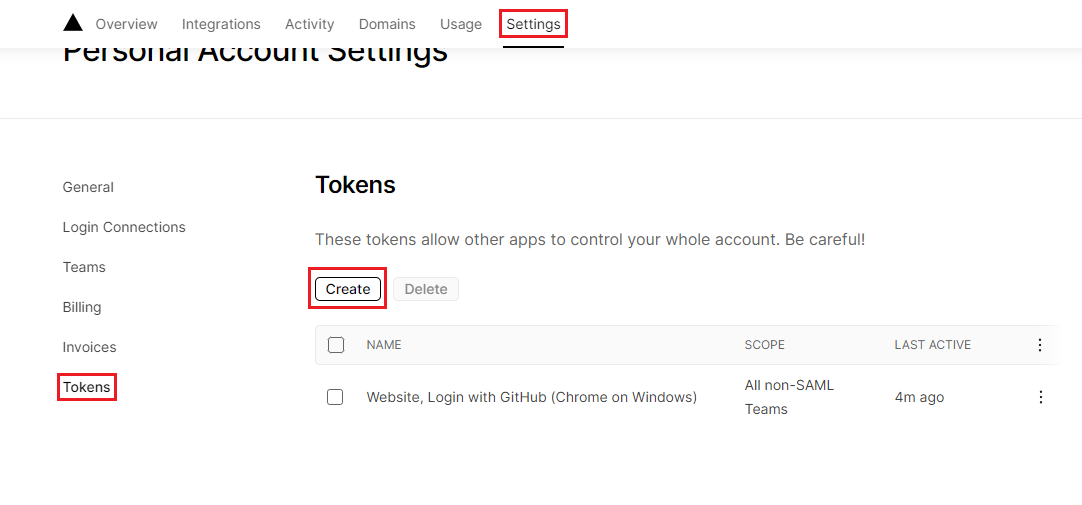 Overview Integrations Activity Domains Usage Settings
Personal Account Settings
General
Login Connections
Teams
Billing
Invoices
Tokens
Tokens
These tokens allow other apps to control your whole account. Be careful!
Create Delete
NAME SCOPE LAST ACTIVE
Website, Login with GitHub (Chrome on Windows) All non-SAML Teams 4m ago